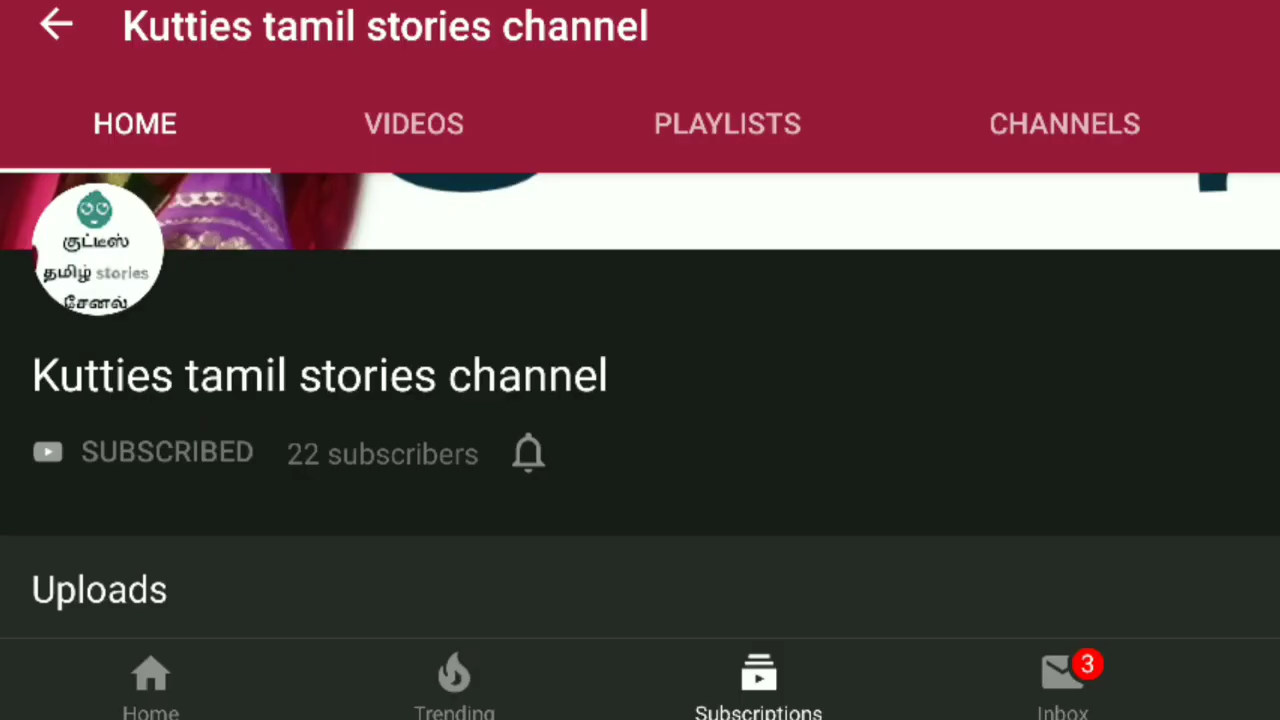 Kutties tamil stories channel
HOME VIDEOS PLAYLISTS CHANNELS
குட்டீஸ்
தமிழ் stories
சேனல்
Kutties tamil stories channel
SUBSCRIBED 22 subscribers
Uploads
3
Home Trending Subscriptions Inbox